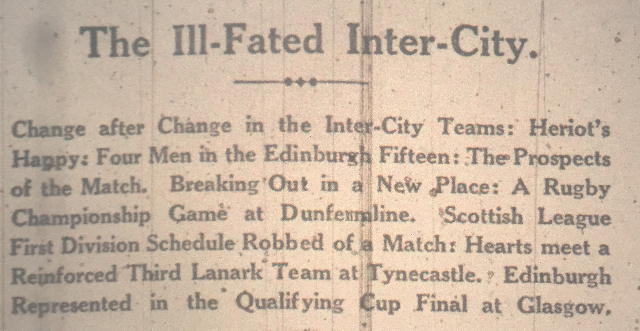 The Ill-Fated Inter-City.
Change after Change in the Inter-City Teams: Heriot's
Happy: Four Men in the Edinburgh Fifteen: The Prospects
of the Match. Breaking Out in a New Place: A Rugby
Championship Game at Dunfermline. Scottish League
First Division Schedule Robbed of a Match: Hearts meet a
Reinforced Third Lanark Team at Tynecastle. Edinburgh
Represented in the Qualifying Cup Final at Glasgow.